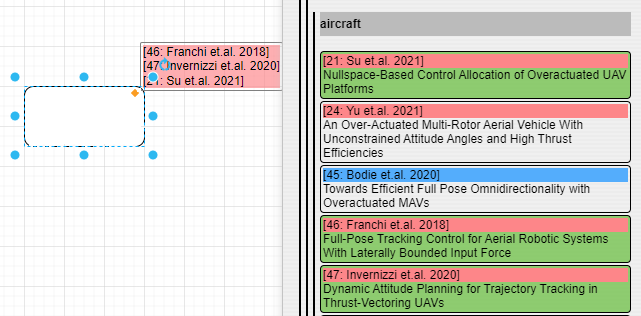 [46: Franchi et.al. 2018]
[47: Invernizzi et.al. 2020]
[21: Su et.al. 2021]
aircraft
[21: Su et.al. 2021]
Nullspace-Based Control Allocation of Overactuated UAV
Platforms
[24: Yu et.al. 2021]
An Over-Actuated Multi-Rotor Aerial Vehicle With
Unconstrained Attitude Angles and High Thrust
Efficiencies
[45: Bodie et.al. 2020]
Towards Efficient Full Pose Omnidirectionality with
Overactuated MAVs
[46: Franchi et.al. 2018]
Full-Pose Tracking Control for Aerial Robotic Systems
With Laterally Bounded Input Force
[47: Invernizzi et.al. 2020]
Dynamic Attitude Planning for Trajectory Tracking in
Thrust-Vectoring UAVs